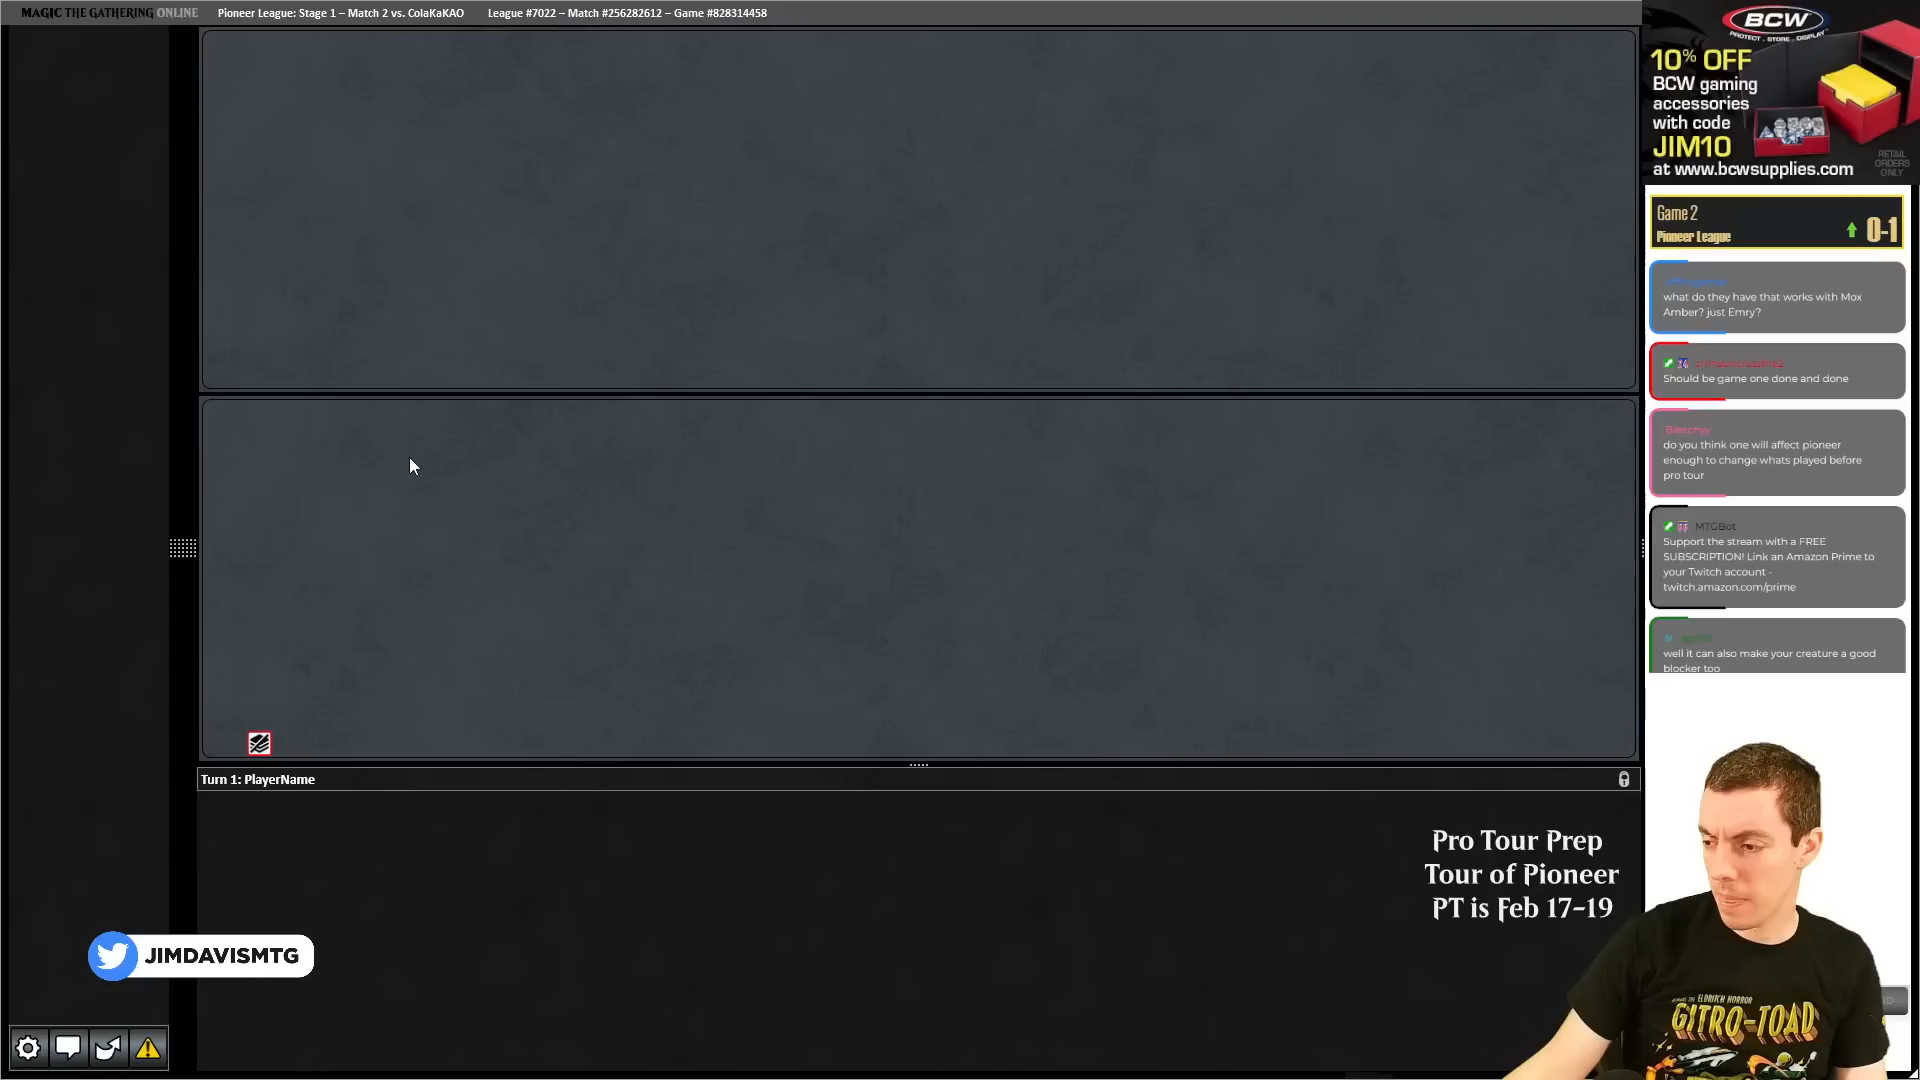 MAGIC THE GATHERING ONLINE
Pioneer League: Stage 1 – Match 2 vs. ColaKaKAO
League #7022 – Match #256282612 – Game #828314458
BCW
PROTECT . STORE . DISPLAY
10% OFF
BCW gaming
accessories
with code
JIM10
at www.bcwsupplies.com
RETAIL
ORDERS
ONLY
Game 2
Pioneer League
0-1
what do they have that works with Mox
Amber? just Emry?
Should be game one done and done
Bleachyy
do you think one will affect pioneer
enough to change whats played before
pro tour
MTGBot
Support the stream with a FREE
SUBSCRIPTION! Link an Amazon Prime to
your Twitch account -
twitch.amazon.com/prime
well it can also make your creature a good
blocker too
Turn 1: PlayerName
Pro Tour Prep
Tour of Pioneer
PT is Feb 17-19
JIMDAVISMTG
BEWARE THE ELDRITCH HORROR
GITRO-TOAD